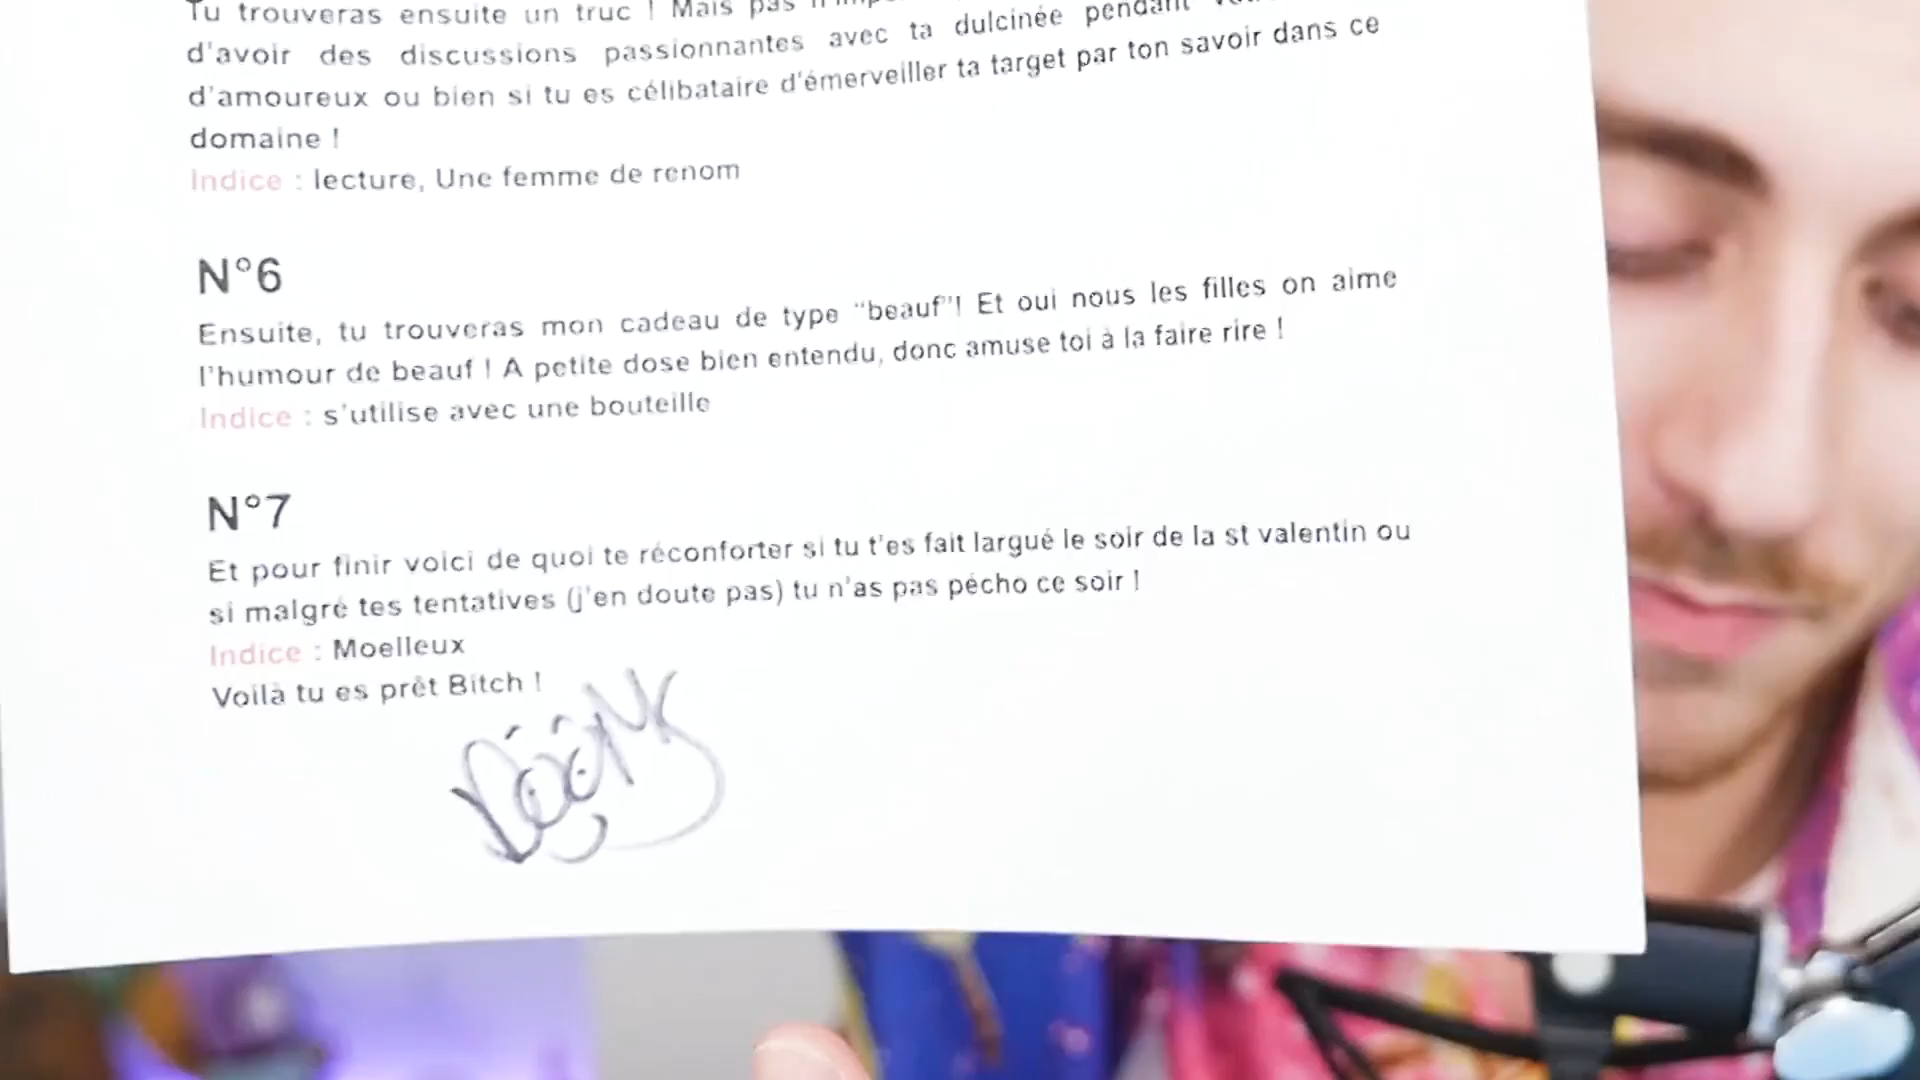 Tu trouveras ensuite un truc ! Mais pas
d'avoir des discussions passionnantes avec ta dulcinée pendant
d'amoureux ou bien si tu es célibataire d'émerveiller ta target par ton savoir dans ce
domaine !
Indice : lecture, Une femme de renom
N°6
Ensuite, tu trouveras mon cadeau de type "beauf"! Et oui nous les filles on aime
l'humour de beauf ! A petite dose bien entendu, donc amuse toi à la faire rire !
Indice : s'utilise avec une bouteille
N°7
Et pour finir voici de quoi te réconforter si tu t'es fait largué le soir de la st valentin ou
si malgré tes tentatives (j'en doute pas) tu n'as pas pécho ce soir !
Indice : Moelleux
Voilà tu es prêt Bitch !